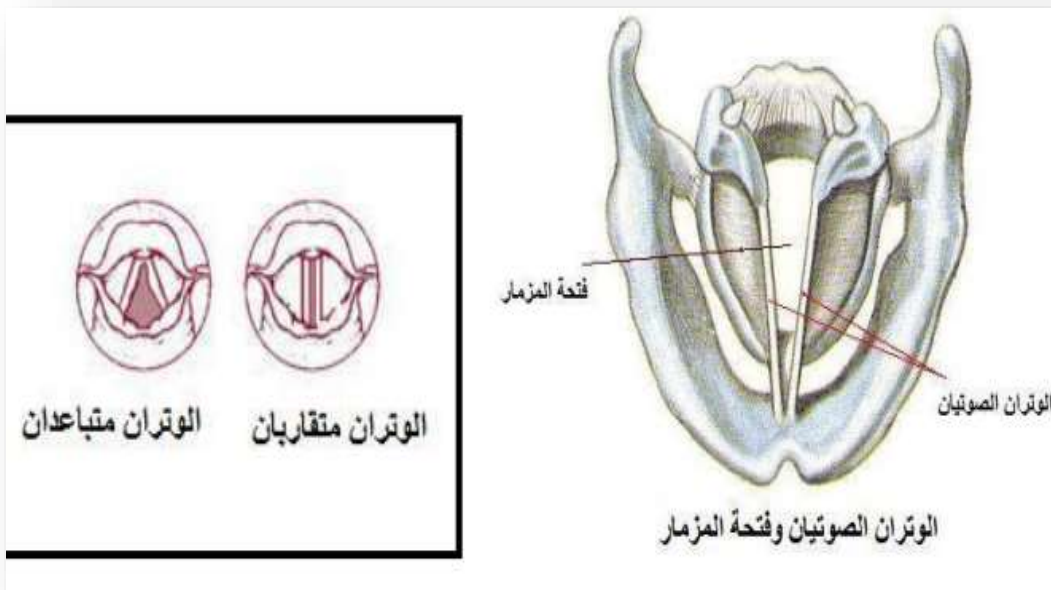 فتحة المزمار
الوتران الصوتيان
الوتران متقاربان
الوتران متباعدان
الوتران الصوتيان وفتحة المزمار